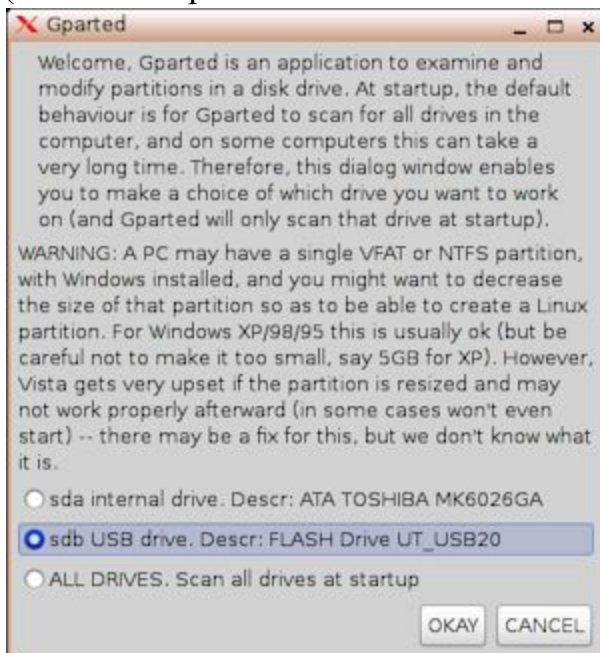 Gparted
Welcome, Gparted is an application to examine and
modify partitions in a disk drive. At startup, the default
behaviour is for Gparted to scan for all drives in the
computer, and on some computers this can take a
very long time. Therefore, this dialog window enables
you to make a choice of which drive you want to work
on (and Gparted will only scan that drive at startup).
WARNING: A PC may have a single VFAT or NTFS partition,
with Windows installed, and you might want to decrease
the size of that partition so as to be able to create a Linux
partition. For Windows XP/98/95 this is usually ok (but be
careful not to make it too small, say 5GB for XP). However,
Vista gets very upset if the partition is resized and may
not work properly afterward (in some cases won't even
start) -- there may be a fix for this, but we don't know what
it is.
sda internal drive. Descr: ATA TOSHIBA MK6026GA
sdb USB drive. Descr: FLASH Drive UT_USB20
ALL DRIVES. Scan all drives at startup
OKAY CANCEL